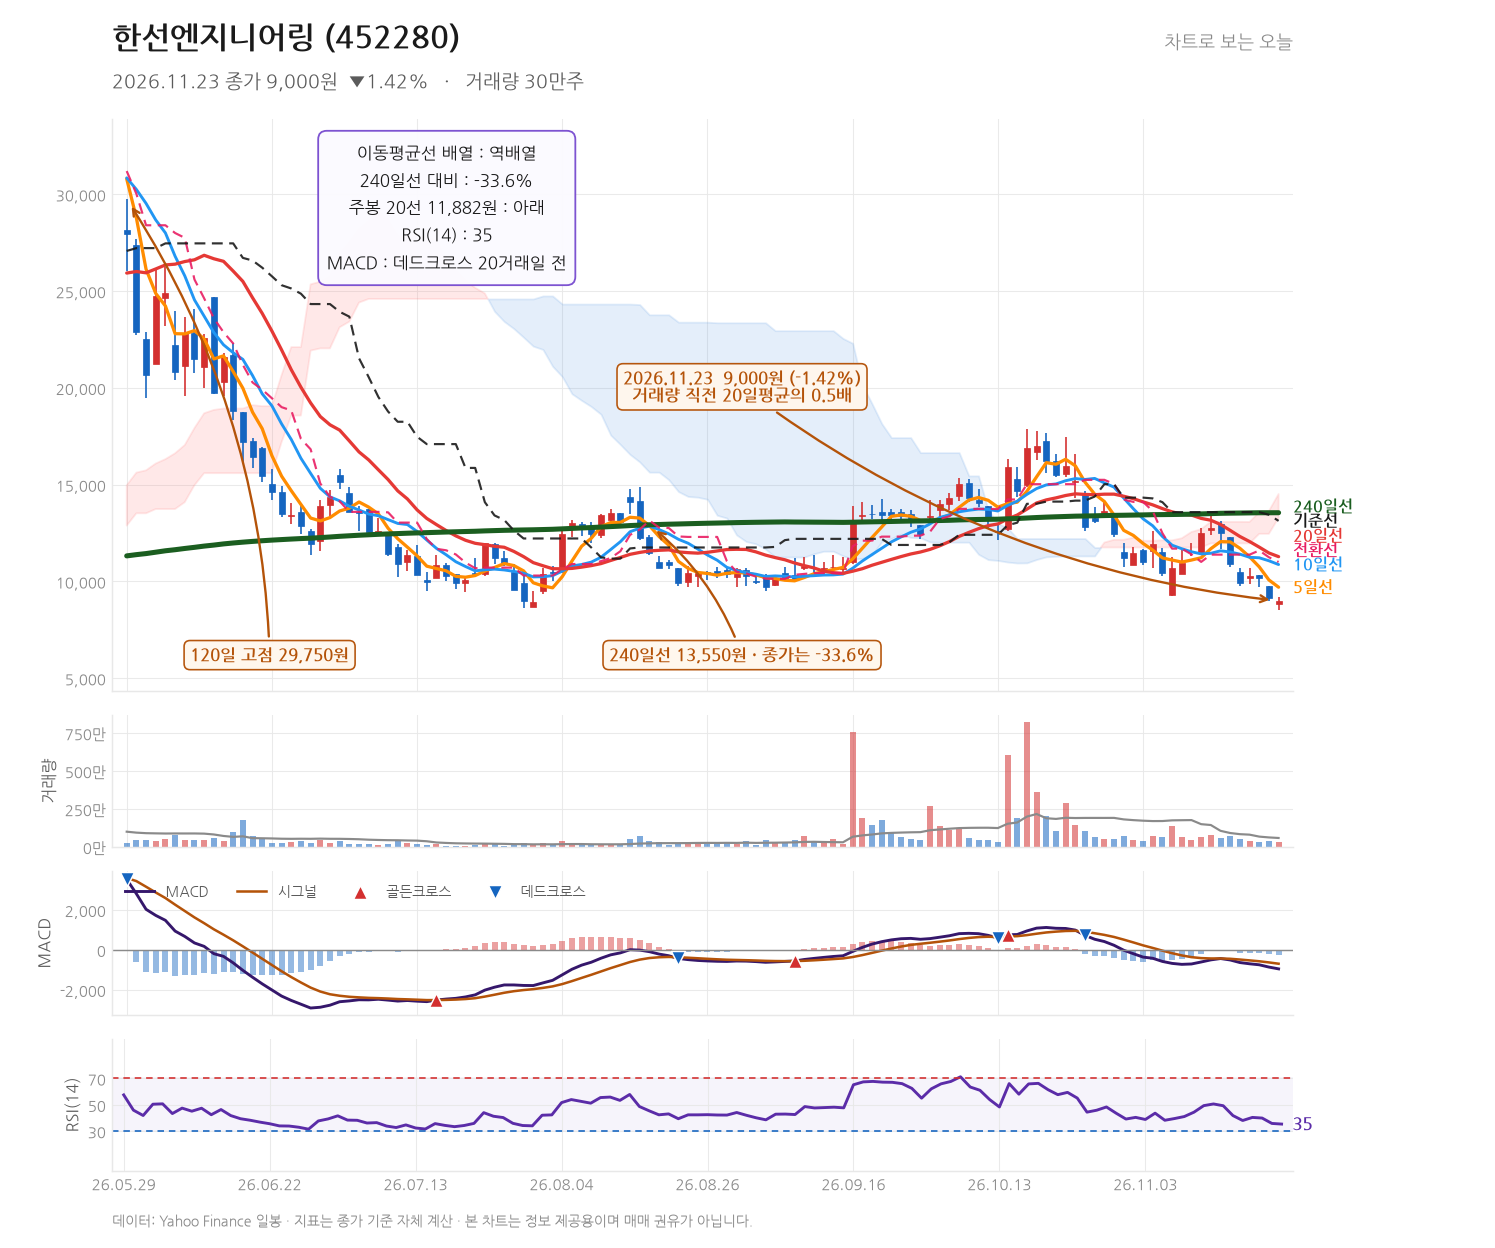 한선엔지니어링 (452280)
차트로 보는 오늘
2026.11.23 종가 9,000원 ▼1.42% · 거래량 30만주
이동평균선 배열 : 역배열
240일선 대비 : -33.6%
주봉 20선 11,882원 : 아래
RSI(14) : 35
MACD : 데드크로스 20거래일 전
30,000
25,000
20,000
15,000
10,000
5,000
2026.11.23 9,000원 (-1.42%)
거래량 직전 20일평균의 0.5배
120일 고점 29,750원
240일선 13,550원 · 종가는 -33.6%
240일선
기준선
20일선
전환선
10일선
5일선
거래량
750만
500만
250만
0만
MACD
MACD
시그널
골든크로스
데드크로스
2,000
0
-2,000
RSI(14)
70
50
30
35
26.05.29
26.06.22
26.07.13
26.08.04
26.08.26
26.09.16
26.10.13
26.11.03
데이터: Yahoo Finance 일봉 · 지표는 종가 기준 자체 계산 · 본 차트는 정보 제공용이며 매매 권유가 아닙니다.